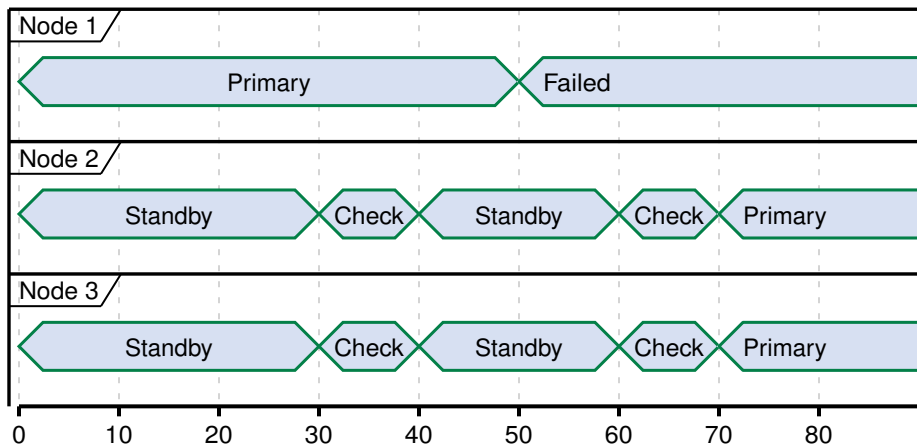 Node 1
Primary Failed
Node 2
Standby Check Standby Check Primary
Node 3
Standby Check Standby Check Primary
0 10 20 30 40 50 60 70 80